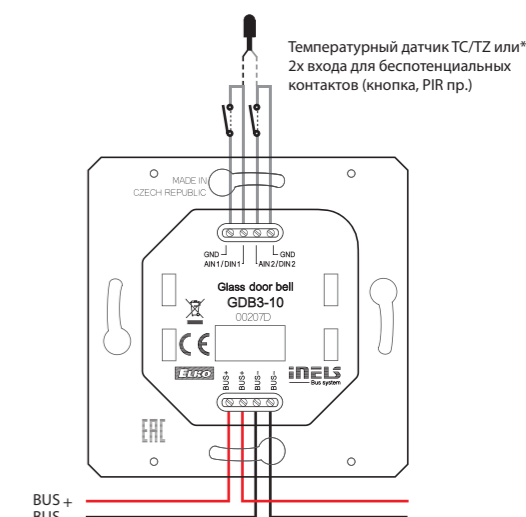 Температурный датчик TC/TZ или*
2x входа для беспотенциальных
контактов (кнопка, PIR пр.)
MADE IN
CZECH REPUBLIC
GND
GND
AIN1/DIN1
AIN2/DIN2
Glass door bell
GDB3-10
00207D
CE
ELKO
iNELS
Bus system
BUS+
BUS+
BUS−
BUS−
EAC
BUS +
BUS